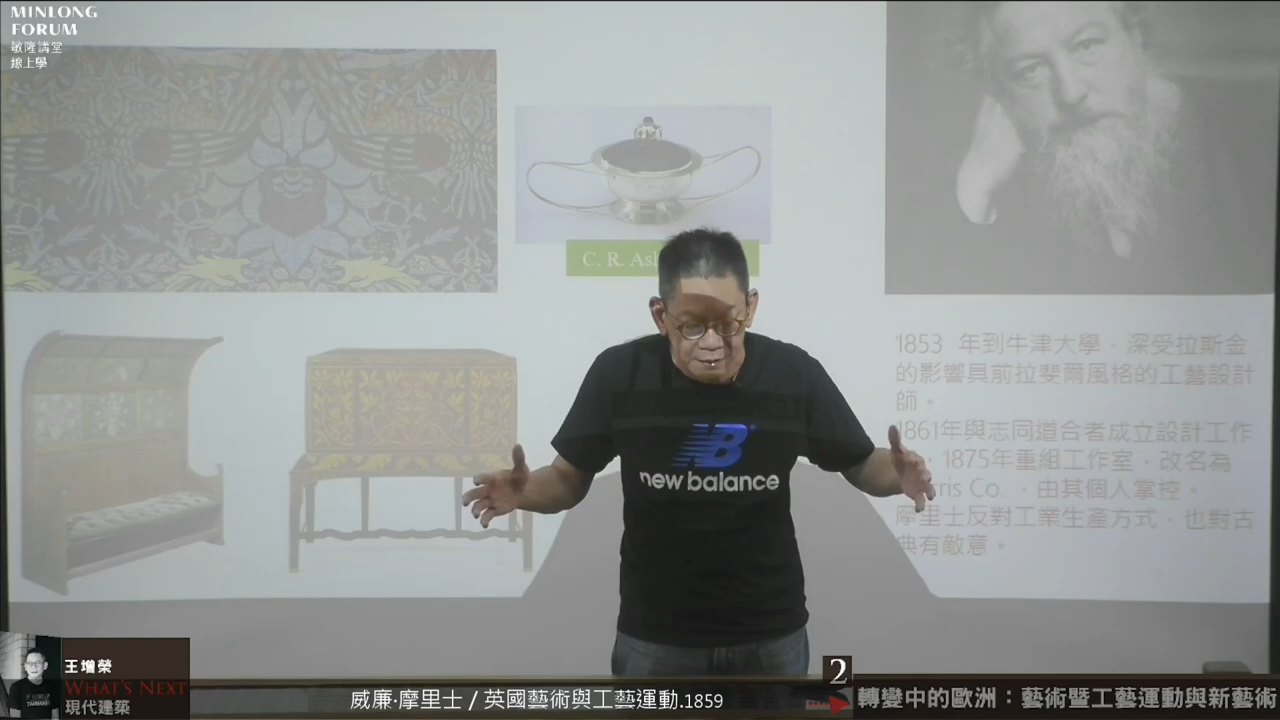 MINLONG
FORUM
敏隆講堂
線上學
C. R. Ash
1853 年到牛津大學，深受拉斯金
的影響具前拉斐爾風格的工藝設計
師。
1861年與志同道合者成立設計工作
，1875年重組工作室，改名為
ris Co. ，由其個人掌控。
摩里士反對工業生產方式，也對古
典有敵意。
new balance
王增榮
WHAT'S NEXT
現代建築
威廉·摩里士 / 英國藝術與工藝運動.1859
2
轉變中的歐洲：藝術暨工藝運動與新藝術